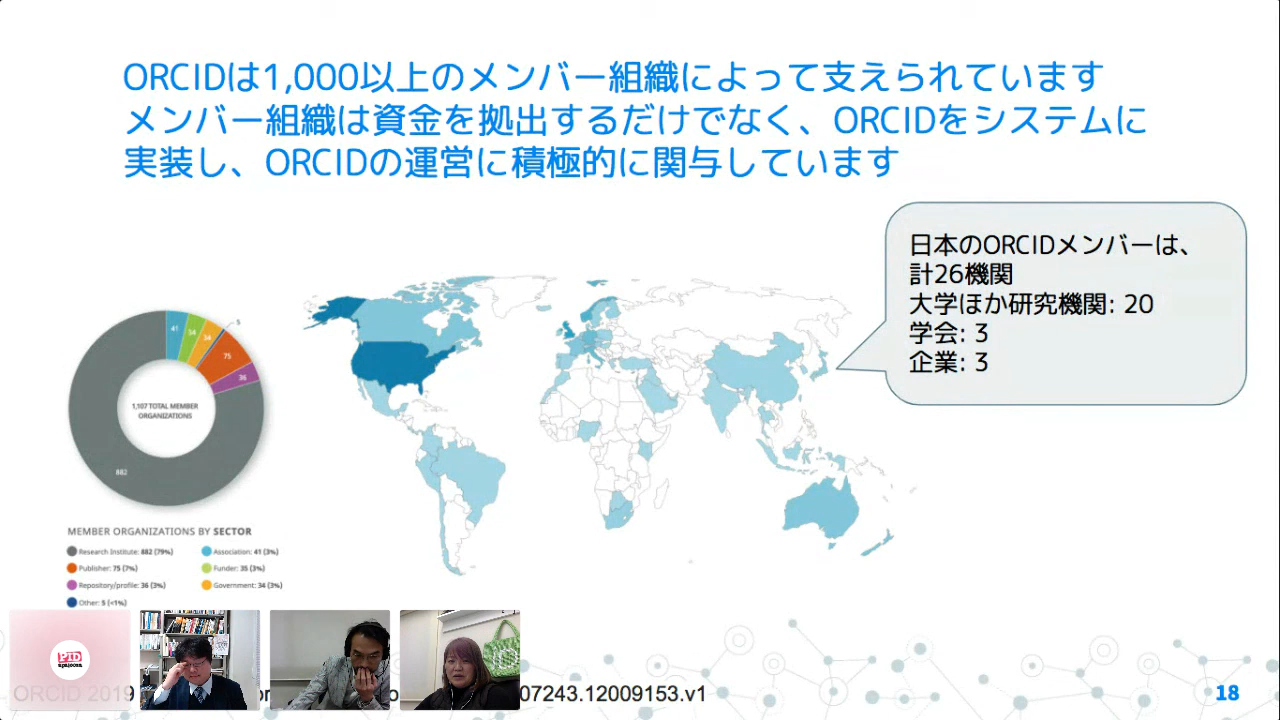 ORCIDは1,000以上のメンバー組織によって支えられています
メンバー組織は資金を拠出するだけでなく、ORCIDをシステムに
実装し、ORCIDの運営に積極的に関与しています
日本のORCIDメンバーは、
計26機関
大学ほか研究機関: 20
学会: 3
企業: 3
41
34
5
75
36
882
1,107 TOTAL MEMBER
ORGANIZATIONS
MEMBER ORGANIZATIONS BY SECTOR
Research Institute: 882 (79%)
Association: 41 (3%)
Publisher: 75 (7%)
Funder: 35 (3%)
Repository/profile: 36 (3%)
Government: 34 (3%)
Other: 5 (<1%)
PID
apalooza
ORCID 2019
07243.12009153.v1
18